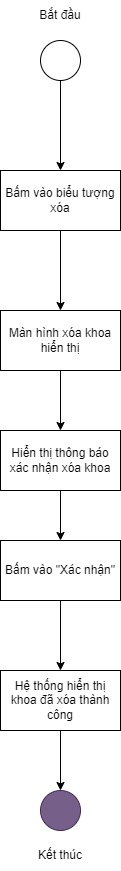 Bắt đầu
Bấm vào biểu tượng
xóa
Màn hình xóa khoa
hiển thị
Hiển thị thông báo
xác nhận xóa khoa
Bấm vào "Xác nhận"
Hệ thống hiển thị
khoa đã xóa thành
công
Kết thúc